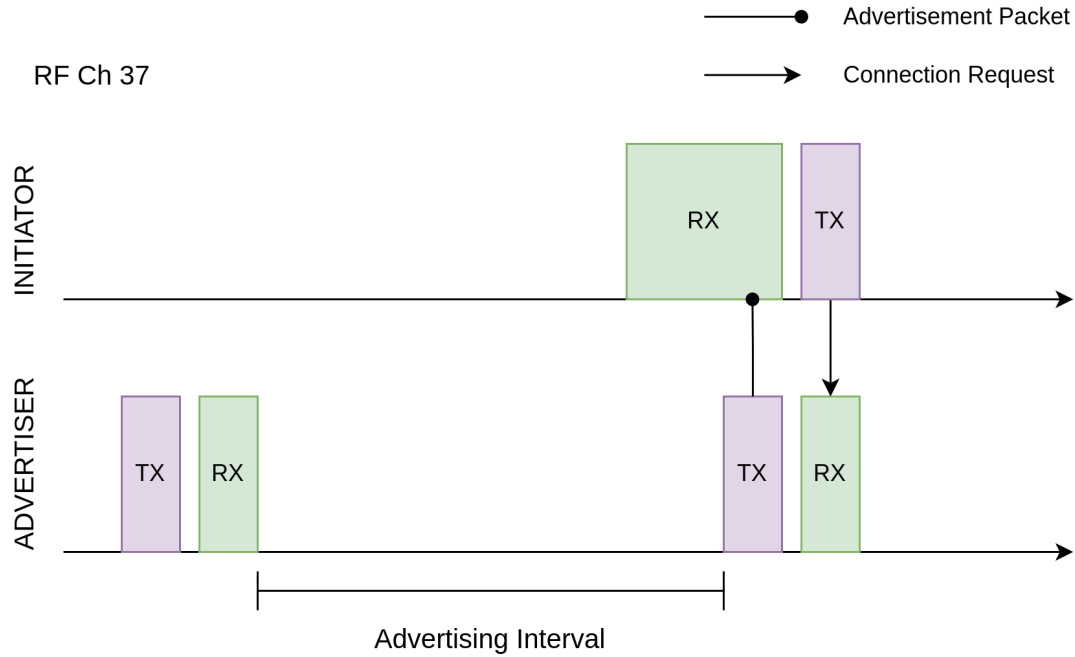 Advertisement Packet
RF Ch 37
Connection Request
INITIATOR
RX
TX
ADVERTISER
TX
RX
TX
RX
Advertising Interval